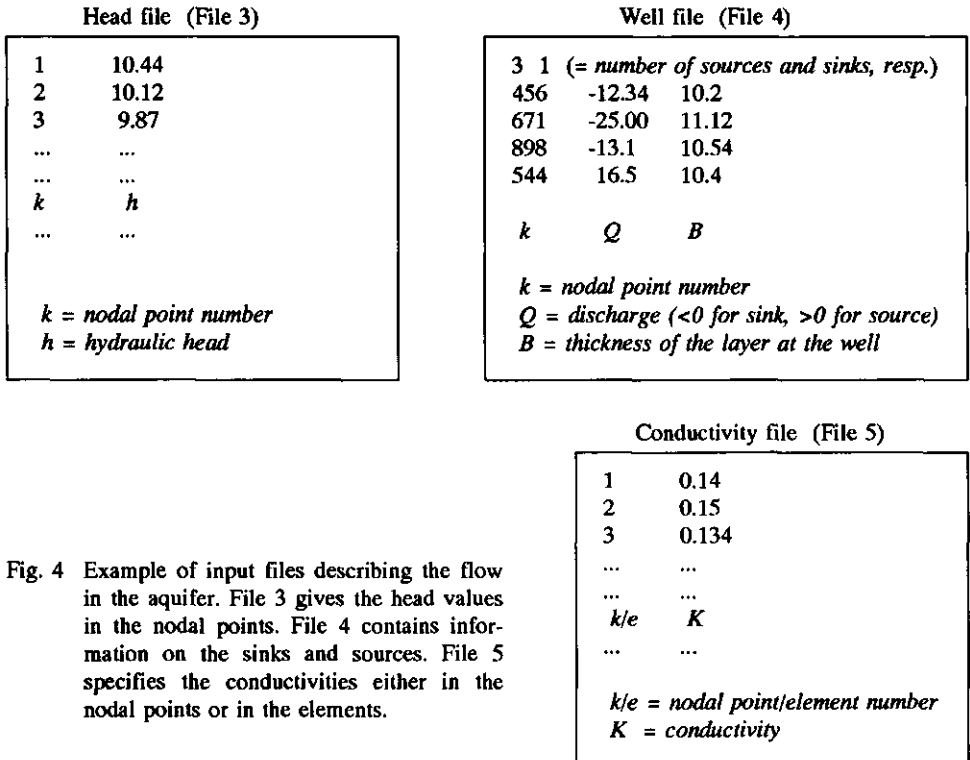 Head file (File 3)
1 10.44
2 10.12
3 9.87
... ...
... ...
k h
... ...
k = nodal point number
h = hydraulic head
Well file (File 4)
3 1 (= number of sources and sinks, resp.)
456 -12.34 10.2
671 -25.00 11.12
898 -13.1 10.54
544 16.5 10.4
k Q B
k = nodal point number
Q = discharge (<0 for sink, >0 for source)
B = thickness of the layer at the well
Conductivity file (File 5)
1 0.14
2 0.15
3 0.134
... ...
... ...
k/e K
... ...
k/e = nodal point/element number
K = conductivity
Fig. 4 Example of input files describing the flow
in the aquifer. File 3 gives the head values
in the nodal points. File 4 contains infor-
mation on the sinks and sources. File 5
specifies the conductivities either in the
nodal points or in the elements.